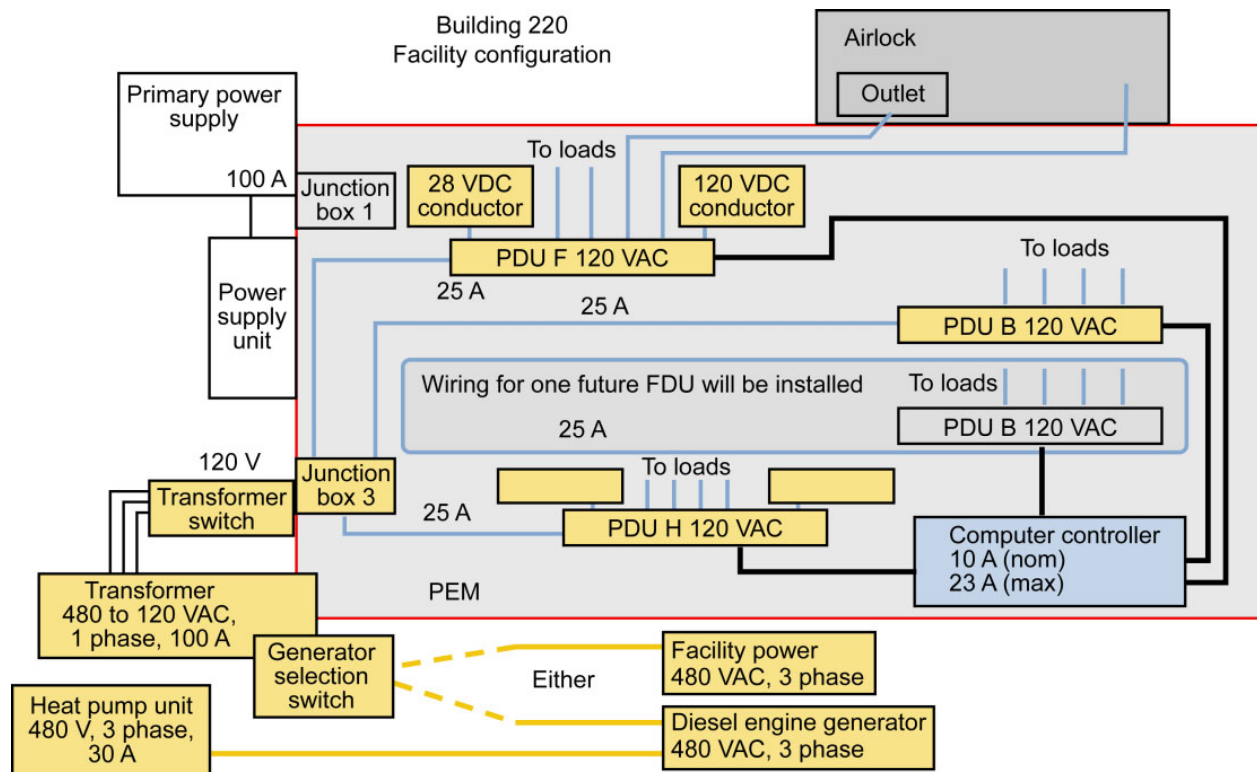 Building 220
Facility configuration
Airlock
Outlet
Primary power
supply
100 A
Junction
box 1
To loads
28 VDC
conductor
120 VDC
conductor
PDU F 120 VAC
25 A
25 A
To loads
PDU B 120 VAC
Power
supply
unit
Wiring for one future FDU will be installed
To loads
25 A
PDU B 120 VAC
120 V
Transformer
switch
Junction
box 3
To loads
25 A
PDU H 120 VAC
Computer controller
10 A (nom)
23 A (max)
PEM
Transformer
480 to 120 VAC,
1 phase, 100 A
Generator
selection
switch
Either
Facility power
480 VAC, 3 phase
Heat pump unit
480 V, 3 phase,
30 A
Diesel engine generator
480 VAC, 3 phase